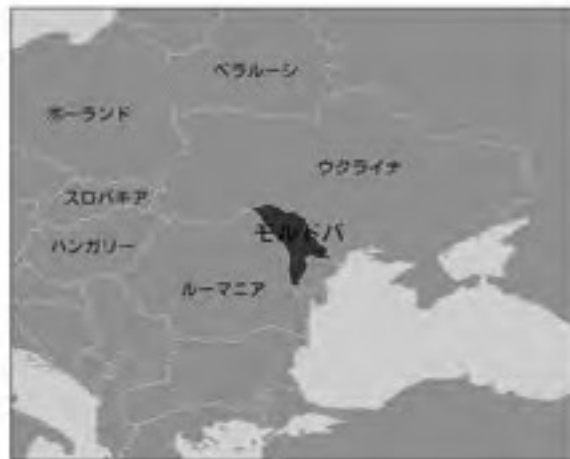 ベラルーシ
ポーランド
ウクライナ
スロバキア
モルドバ
ハンガリー
ルーマニア